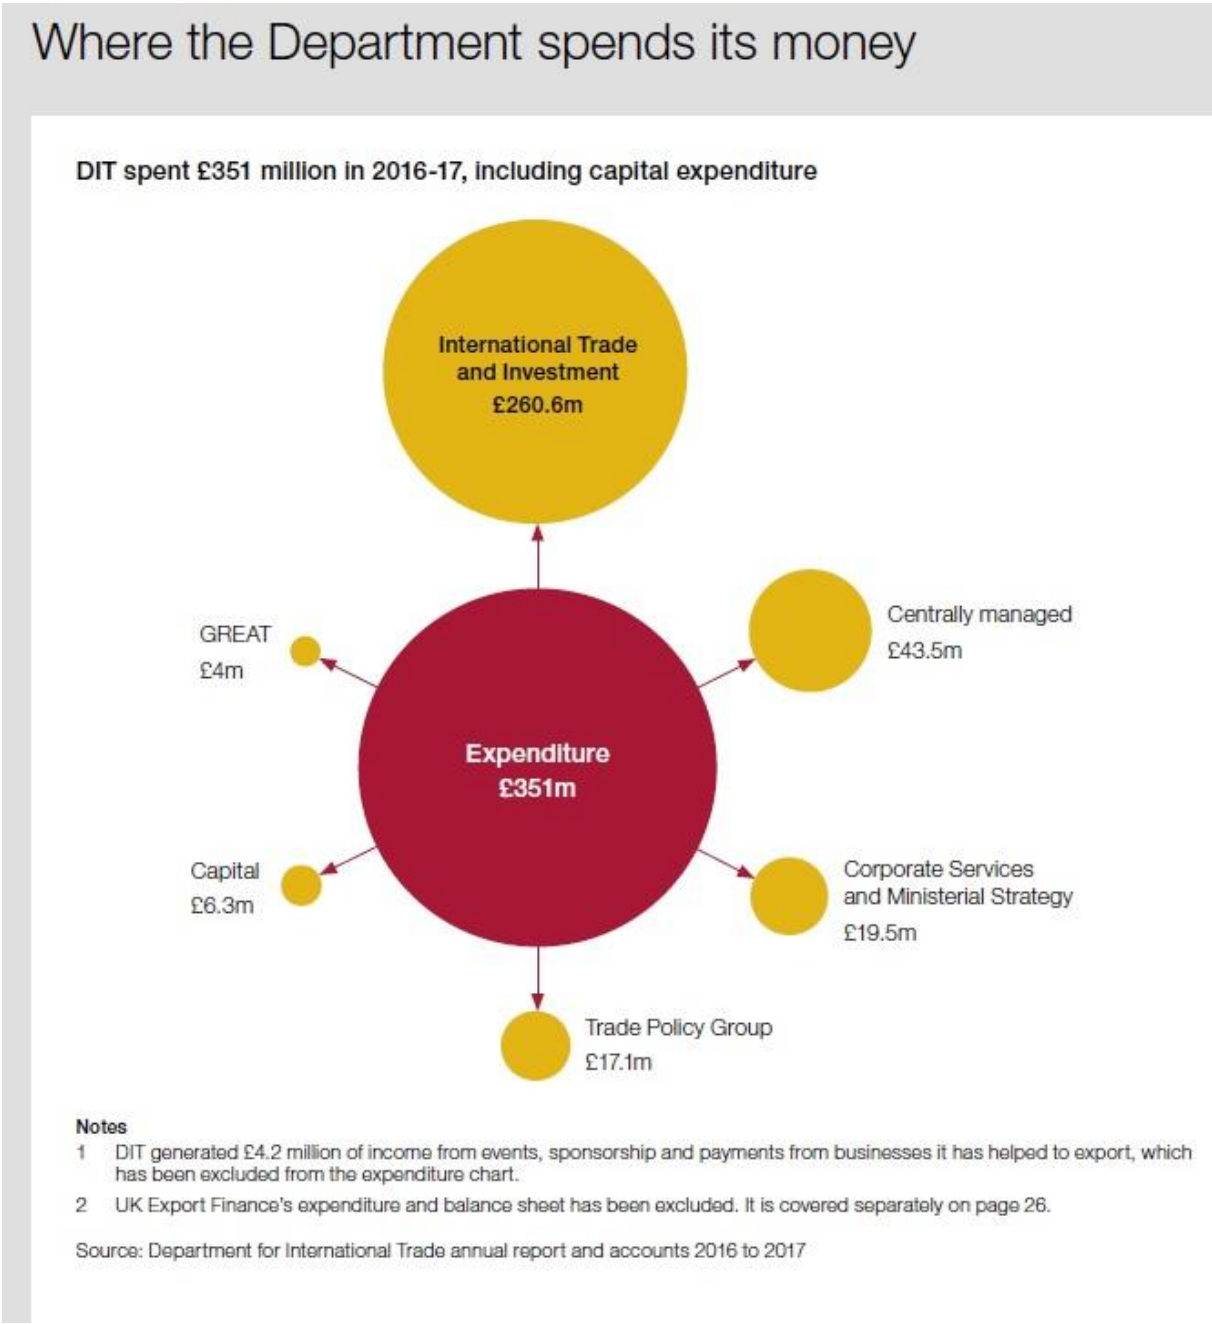 Where the Department spends its money
DIT spent £351 million in 2016-17, including capital expenditure
International Trade
and Investment
£260.6m
GREAT
£4m
Centrally managed
£43.5m
Expenditure
£351m
Capital
£6.3m
Corporate Services
and Ministerial Strategy
£19.5m
Trade Policy Group
£17.1m
Notes
1 DIT generated £4.2 million of income from events, sponsorship and payments from businesses it has helped to export, which
has been excluded from the expenditure chart.
2 UK Export Finance's expenditure and balance sheet has been excluded. It is covered separately on page 26.
Source: Department for International Trade annual report and accounts 2016 to 2017